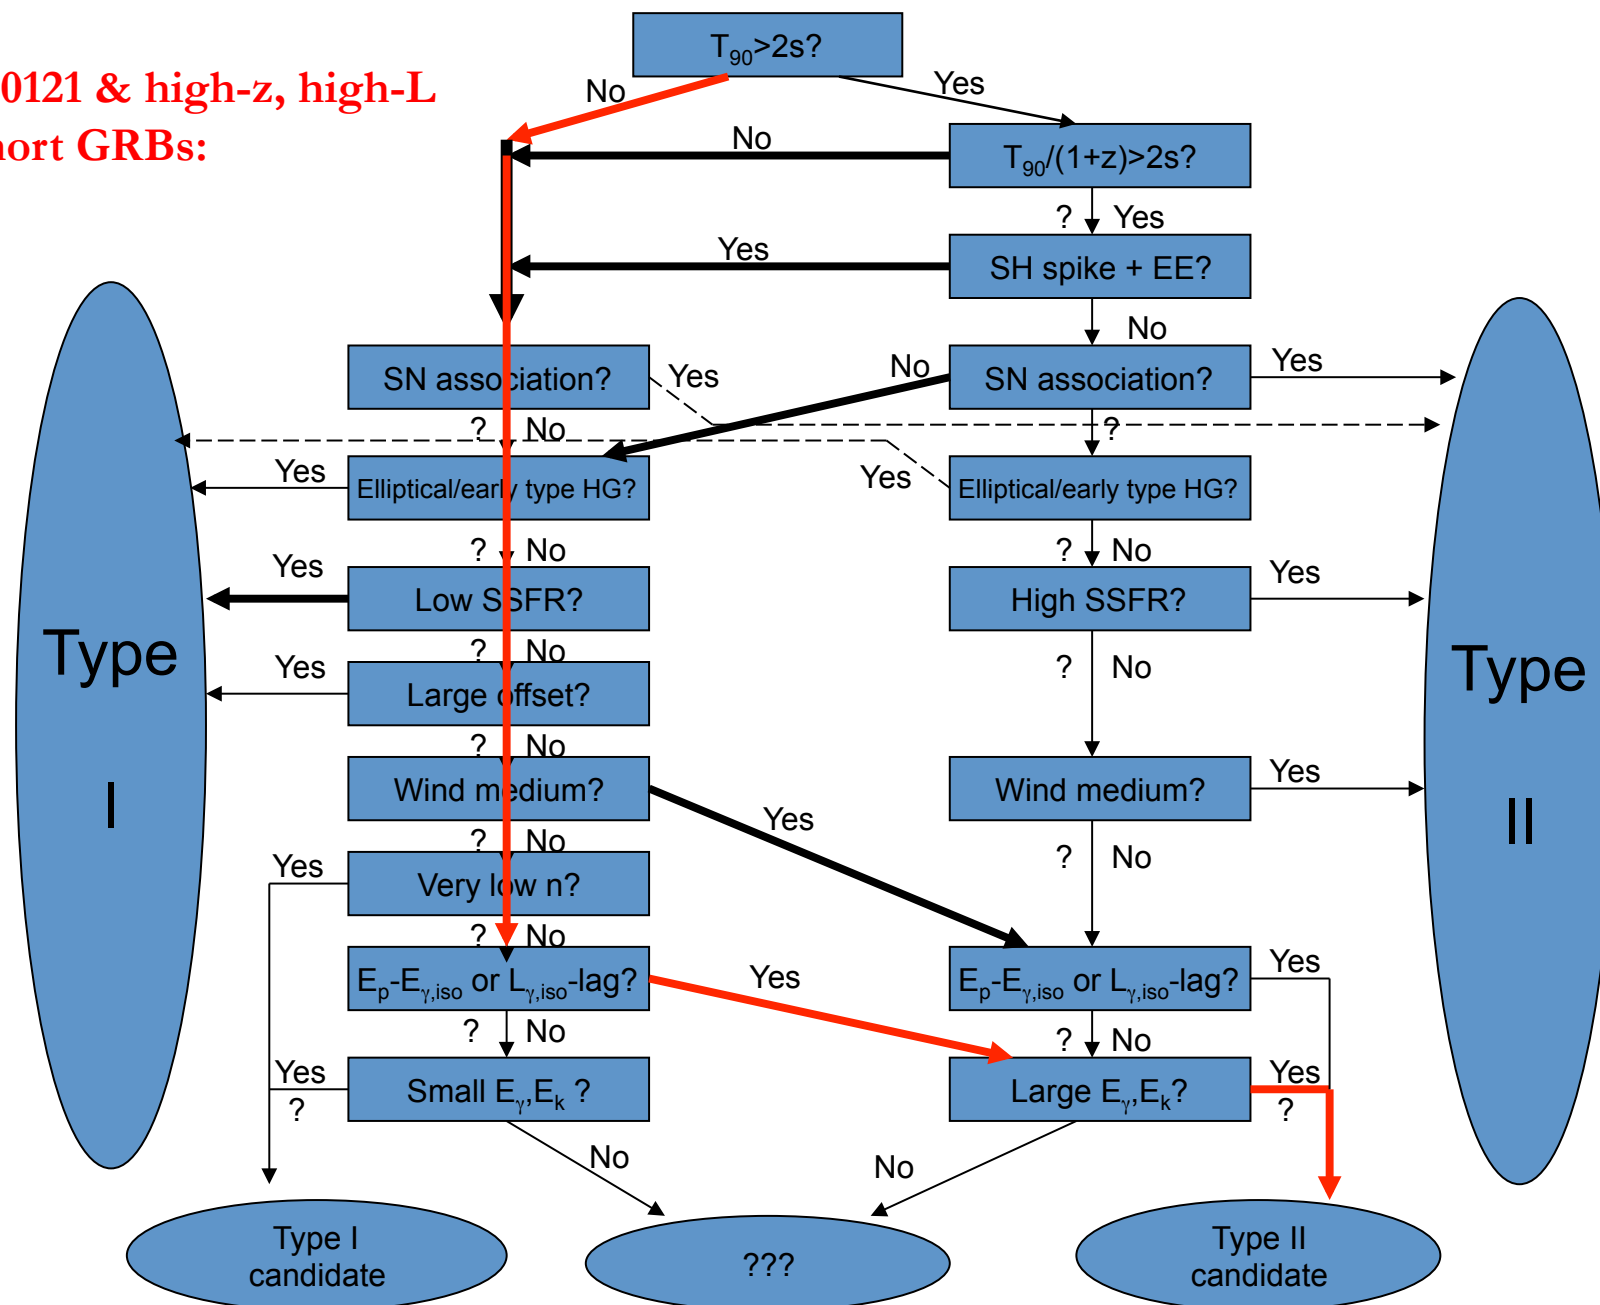 T90>2s?
0121 & high-z, high-L
No
Yes
hort GRBs:
No
T90/(1+z)>2s?
? Yes
Yes
SH spike + EE?
No
SN association?
Yes
No
SN association?
Yes
? No
?
Yes
Elliptical/early type HG?
Yes
Elliptical/early type HG?
? No
? No
Yes
Low SSFR?
High SSFR?
Yes
? No
? No
Yes
Large offset?
? No
Wind medium?
Yes
Wind medium?
Yes
? No
? No
Yes
Very low n?
? No
Ep-Eγ,iso or Lγ,iso-lag?
Yes
Ep-Eγ,iso or Lγ,iso-lag?
Yes
? No
? No
Yes
?
Small Eγ,Ek ?
Large Eγ,Ek?
Yes
?
No
No
Type
I
Type
II
Type I
candidate
???
Type II
candidate